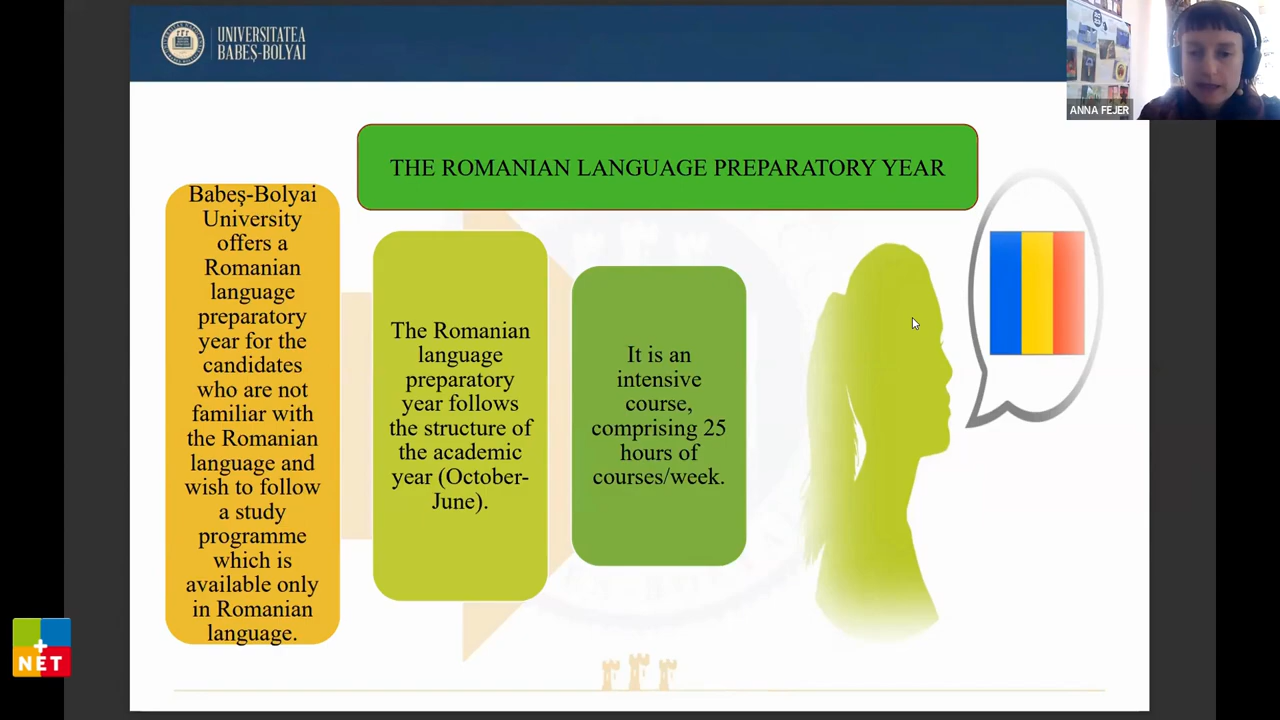 UNIVERSITATEA
BABEȘ-BOLYAI
ANNA FEJER
THE ROMANIAN LANGUAGE PREPARATORY YEAR
Babeș-Bolyai
University
offers a
Romanian
language
preparatory
year for the
candidates
who are not
familiar with
the Romanian
language and
wish to follow
a study
programme
which is
available only
in Romanian
language.
The Romanian
language
preparatory
year follows
the structure of
the academic
year (October-
June).
It is an
intensive
course,
comprising 25
hours of
courses/week.
+
NET